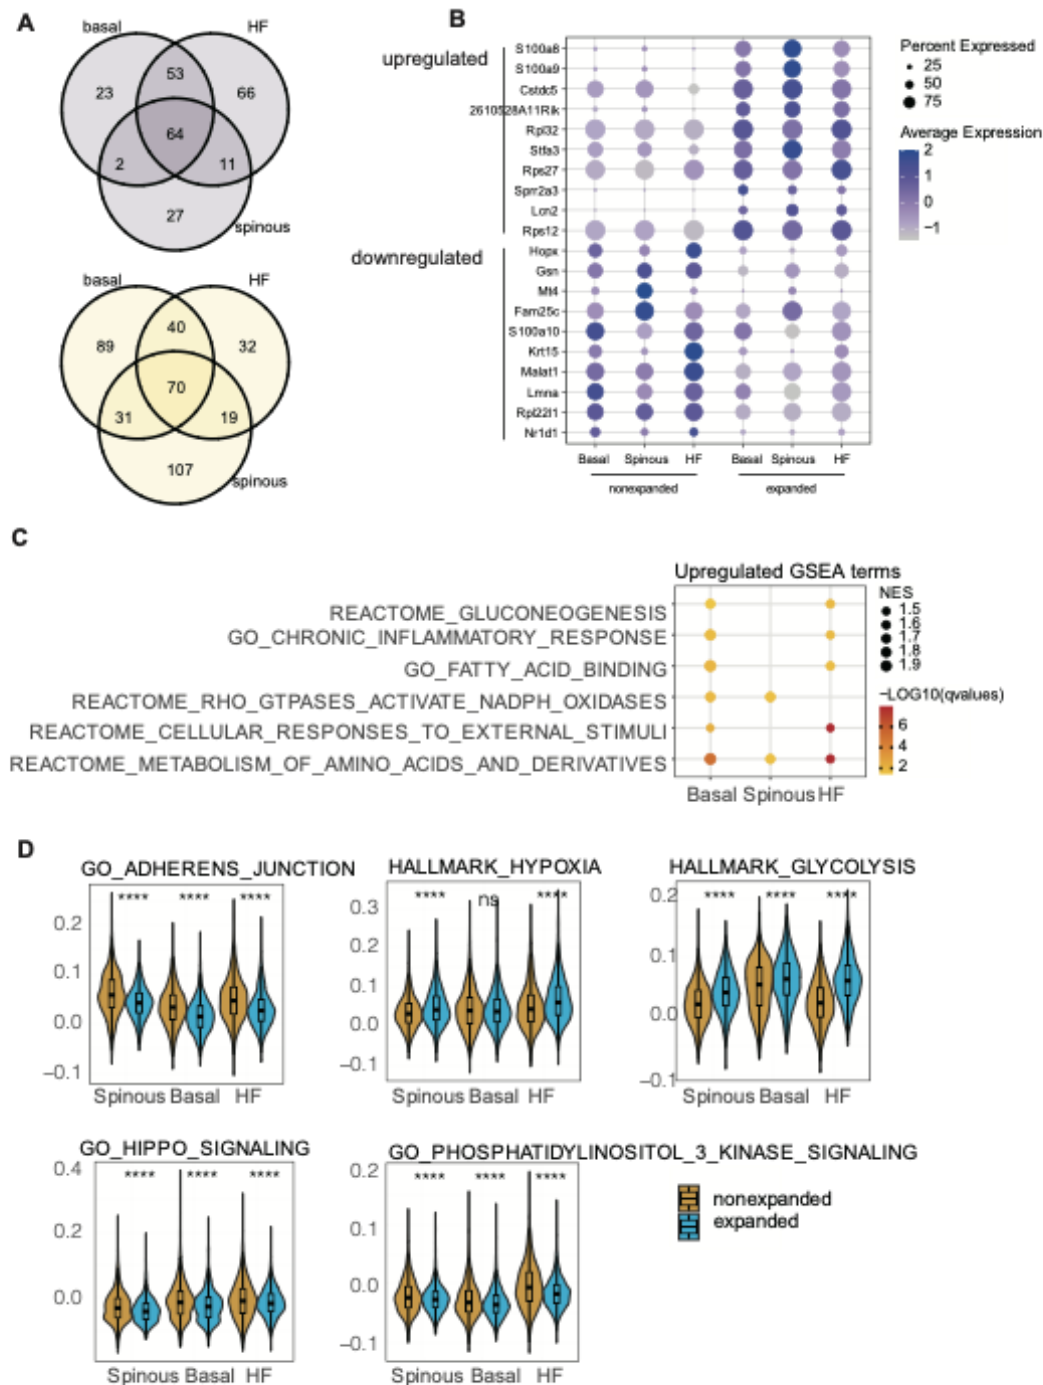 A
basal
HF
23
53
66
64
2
11
27
spinous
basal
HF
89
40
32
70
31
19
107
spinous
B
upregulated
downregulated
S100a8
S100a9
Cstdc5
2610528A11Rik
Rpl32
Stfa3
Rps27
Sprr2a3
Lcn2
Rps12
Hopx
Gsn
Mt4
Fam25c
S100a10
Krt15
Malat1
Lmna
Rpl22l1
Nr1d1
Basal Spinous HF Basal Spinous HF
nonexpanded expanded
Percent Expressed
25
50
75
Average Expression
2
1
0
−1
C
Upregulated GSEA terms
REACTOME_GLUCONEOGENESIS
GO_CHRONIC_INFLAMMATORY_RESPONSE
GO_FATTY_ACID_BINDING
REACTOME_RHO_GTPASES_ACTIVATE_NADPH_OXIDASES
REACTOME_CELLULAR_RESPONSES_TO_EXTERNAL_STIMULI
REACTOME_METABOLISM_OF_AMINO_ACIDS_AND_DERIVATIVES
Basal Spinous HF
NES
1.5
1.6
1.7
1.8
1.9
−LOG10(qvalues)
6
4
2
D
GO_ADHERENS_JUNCTION
**** **** ****
0.2
0.1
0.0
−0.1
Spinous Basal HF
HALLMARK_HYPOXIA
**** ns ****
0.3
0.2
0.1
0.0
−0.1
Spinous Basal HF
HALLMARK_GLYCOLYSIS
**** **** ****
0.2
0.1
0.0
−0.1
Spinous Basal HF
GO_HIPPO_SIGNALING
**** **** ****
0.4
0.2
0.0
Spinous Basal HF
GO_PHOSPHATIDYLINOSITOL_3_KINASE_SIGNALING
**** **** ****
0.2
0.1
0.0
−0.1
Spinous Basal HF
nonexpanded
expanded